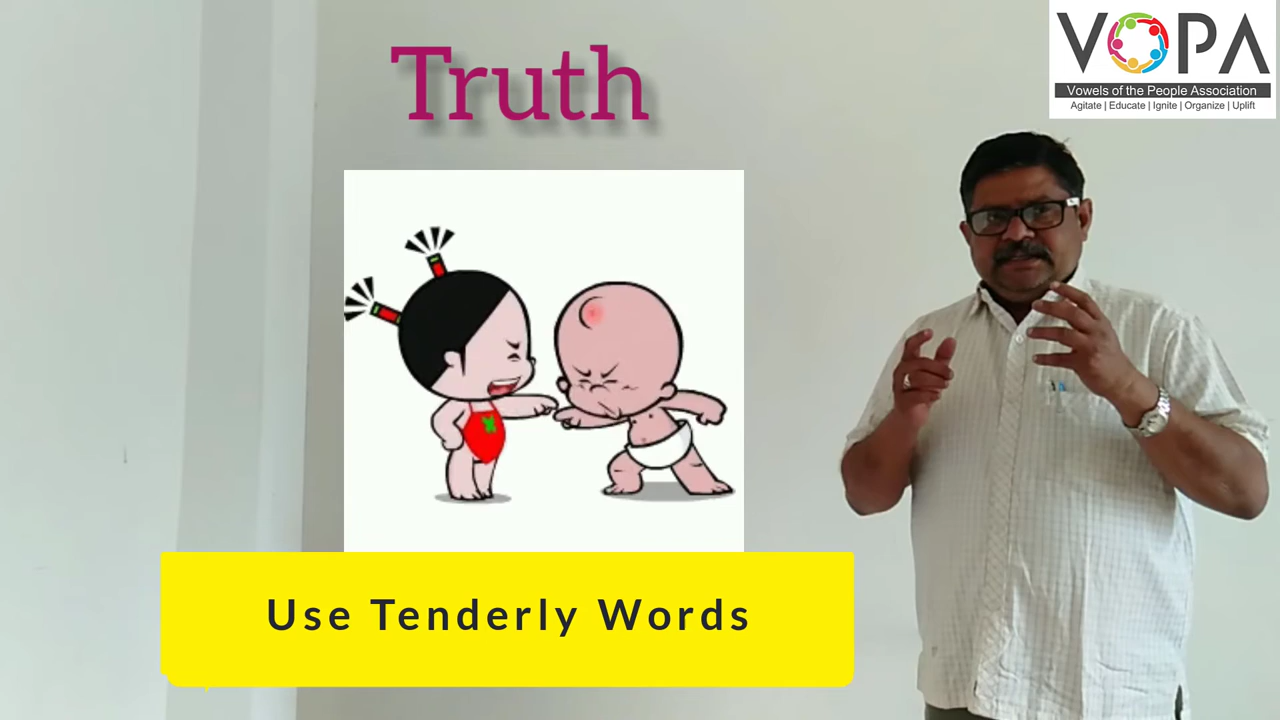 Truth
VOPA
Vowels of the People Association
Agitate | Educate | Ignite | Organize | Uplift
Use Tenderly Words